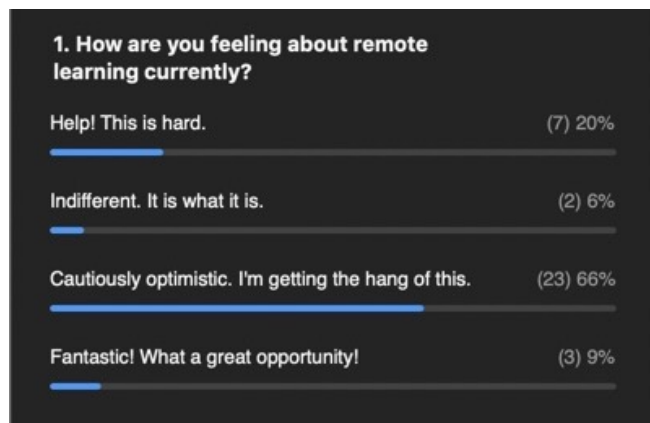 1. How are you feeling about remote
learning currently?
Help! This is hard. (7) 20%
Indifferent. It is what it is. (2) 6%
Cautiously optimistic. I'm getting the hang of this. (23) 66%
Fantastic! What a great opportunity! (3) 9%